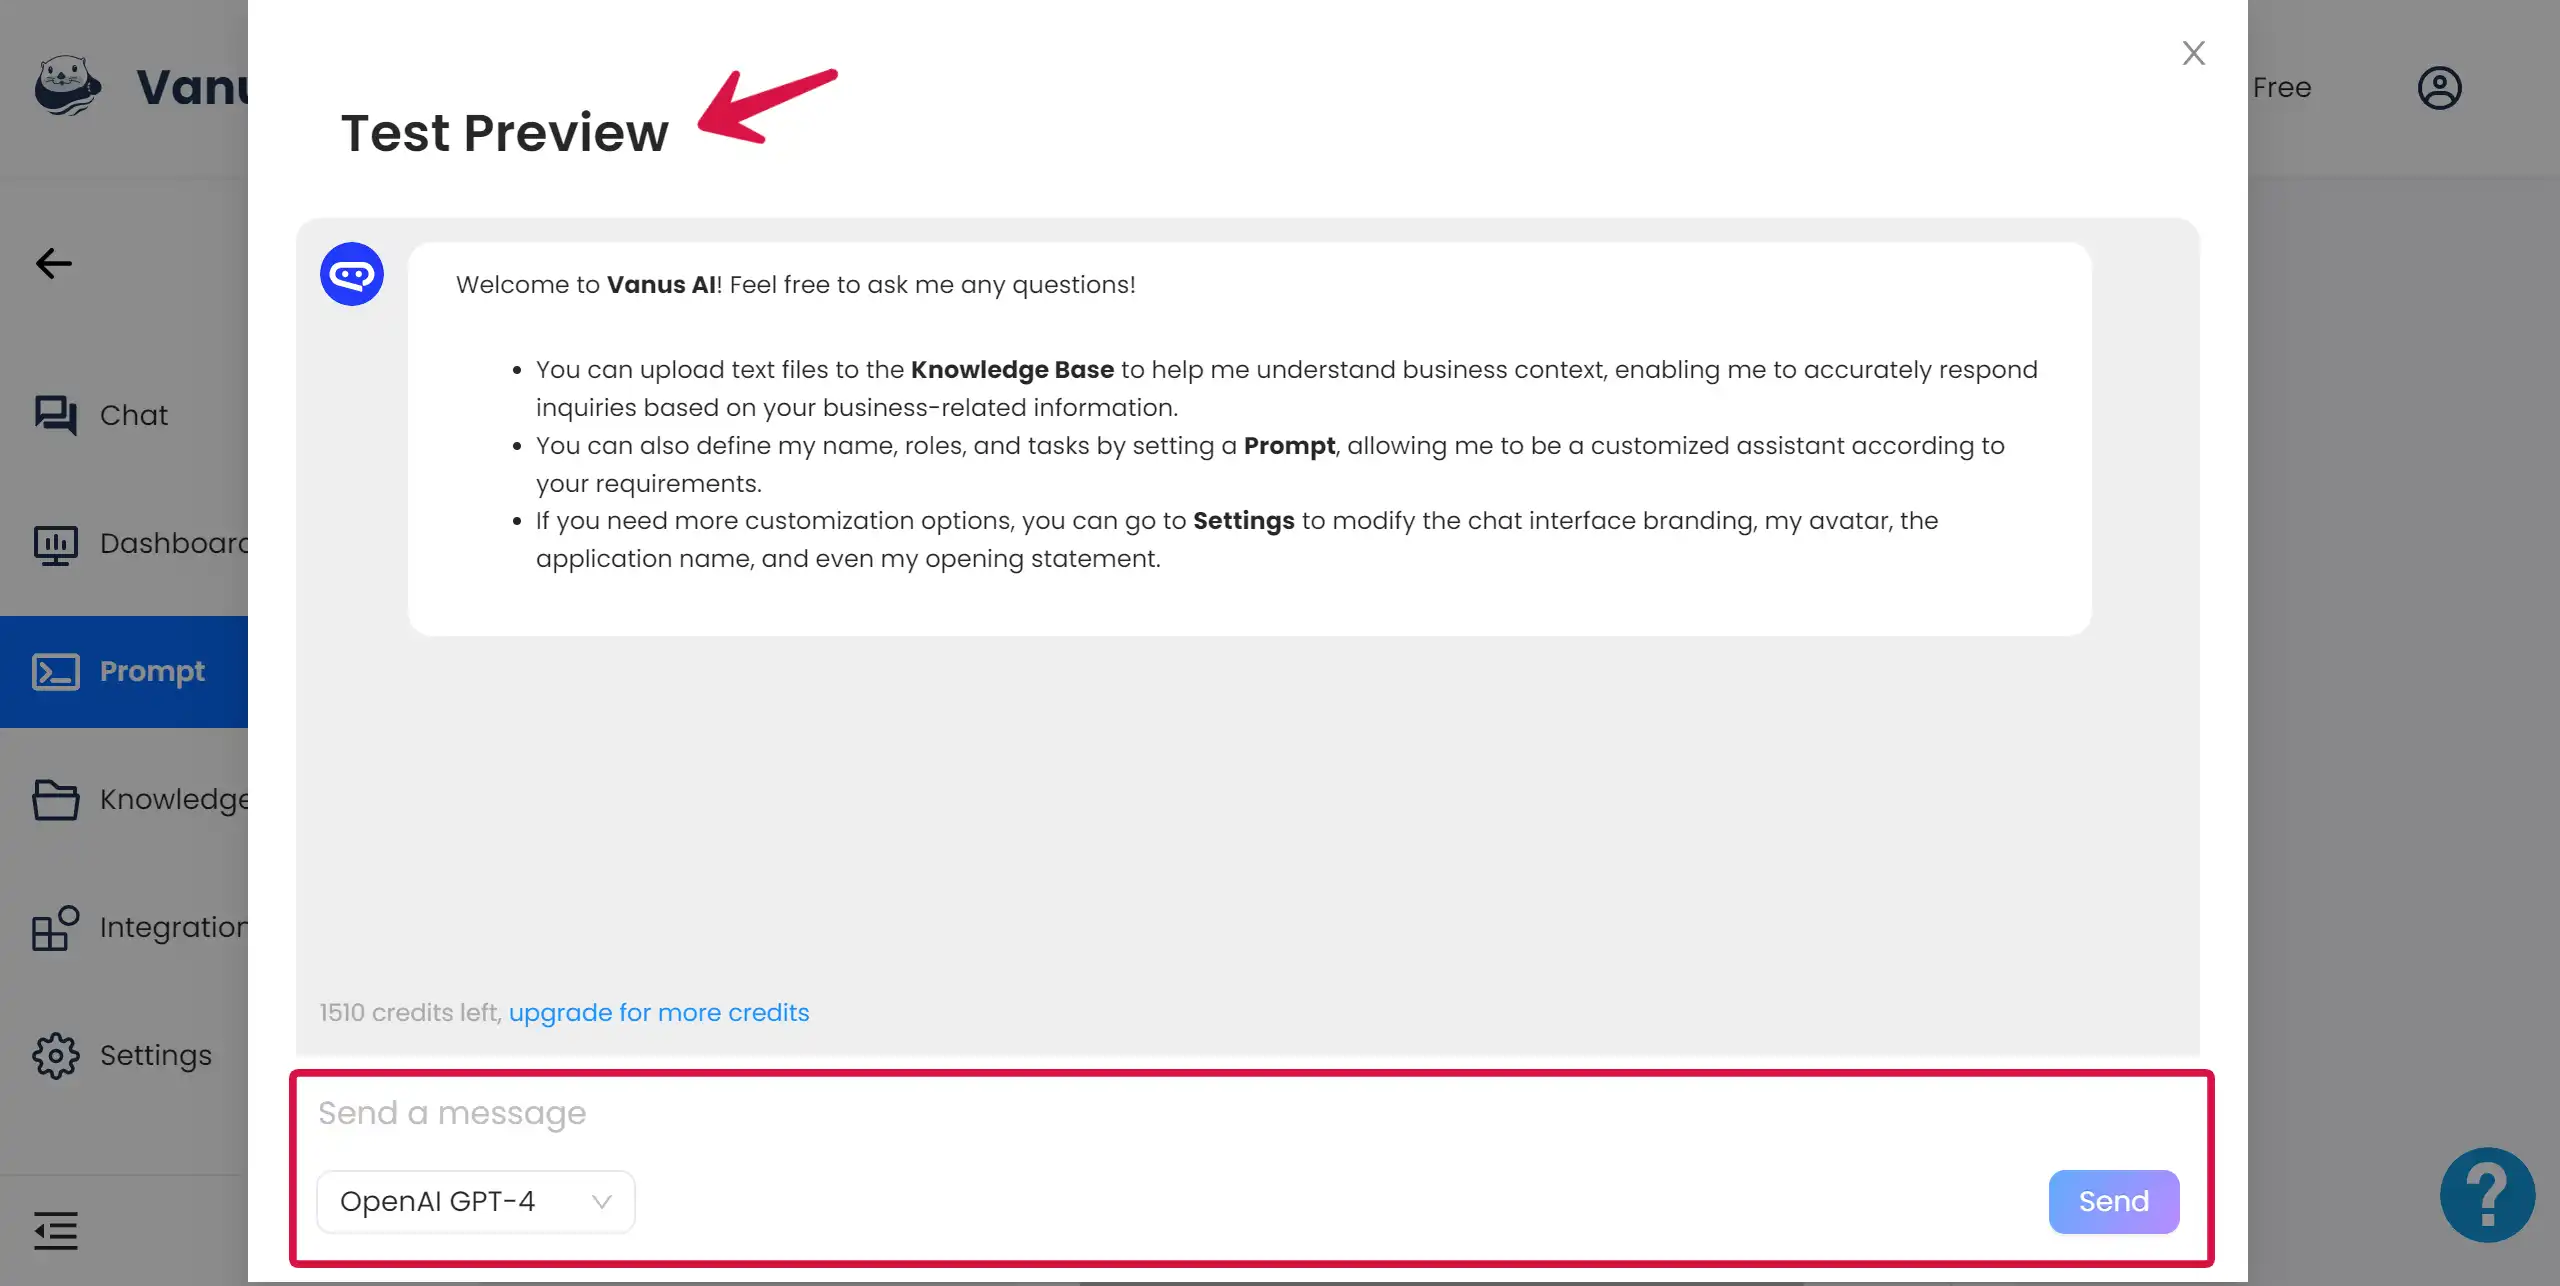 Vanu
Free
Test Preview
X
Chat
Dashboard
Prompt
Knowledge
Integration
Settings
Welcome to Vanus AI! Feel free to ask me any questions!
• You can upload text files to the Knowledge Base to help me understand business context, enabling me to accurately respond
inquiries based on your business-related information.
• You can also define my name, roles, and tasks by setting a Prompt, allowing me to be a customized assistant according to
your requirements.
• If you need more customization options, you can go to Settings to modify the chat interface branding, my avatar, the
application name, and even my opening statement.
1510 credits left, upgrade for more credits
Send a message
OpenAI GPT-4
Send
?